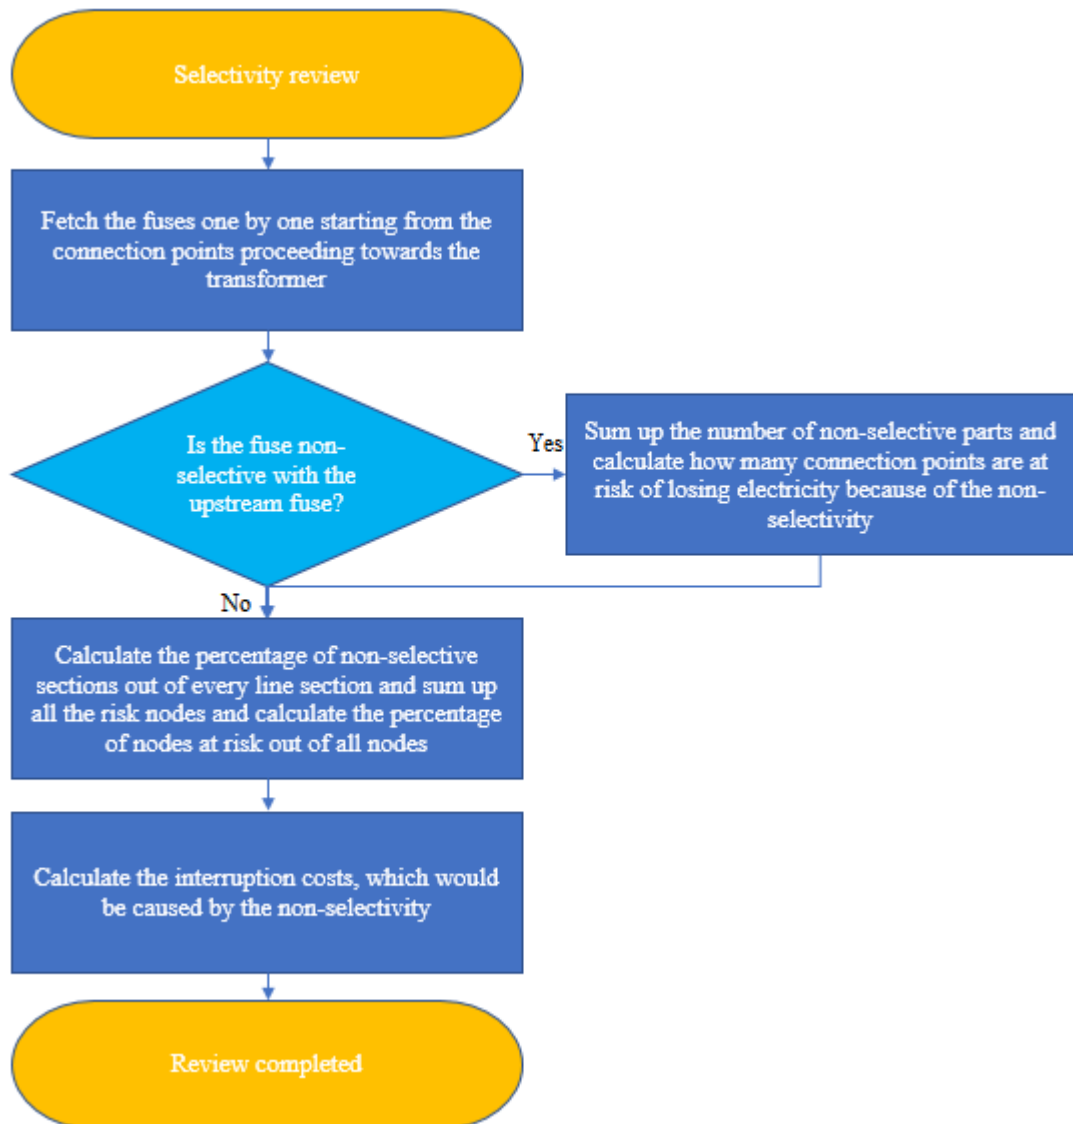 Selectivity review
Fetch the fuses one by one starting from the
connection points proceeding towards the
transformer
Is the fuse non-
selective with the
upstream fuse?
Yes
Sum up the number of non-selective parts and
calculate how many connection points are at
risk of losing electricity because of the non-
selectivity
No
Calculate the percentage of non-selective
sections out of every line section and sum up
all the risk nodes and calculate the percentage
of nodes at risk out of all nodes
Calculate the interruption costs, which would
be caused by the non-selectivity
Review completed